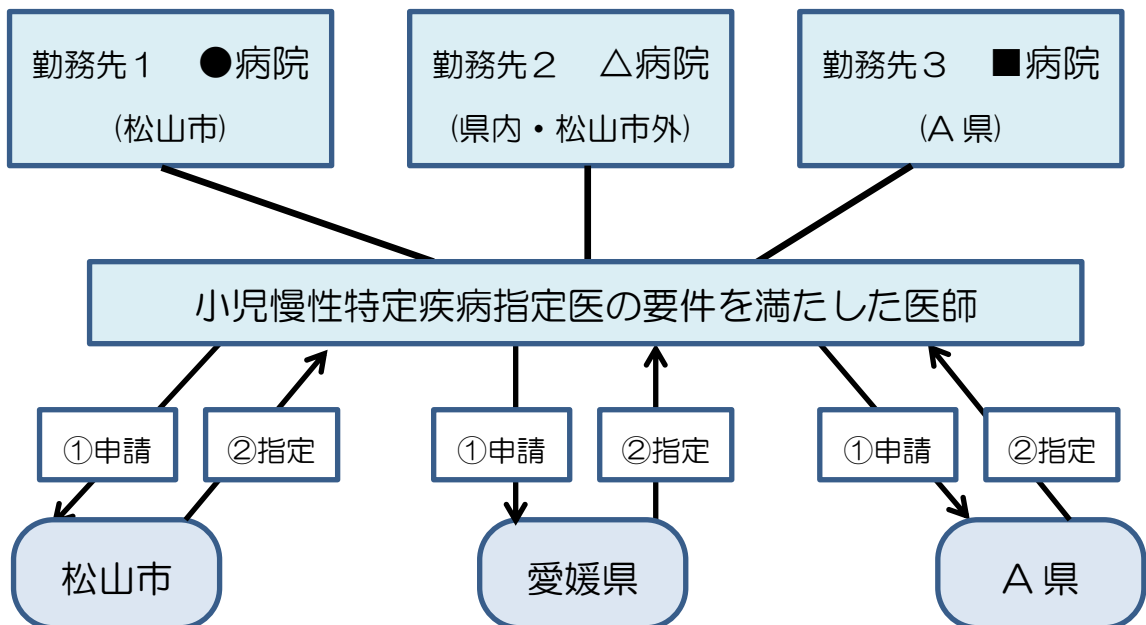 勤務先1 ●病院
(松山市)
勤務先2 △病院
(県内・松山市外)
勤務先3 ■病院
(A県)
小児慢性特定疾病指定医の要件を満たした医師
①申請
②指定
①申請
②指定
①申請
②指定
松山市
愛媛県
A県